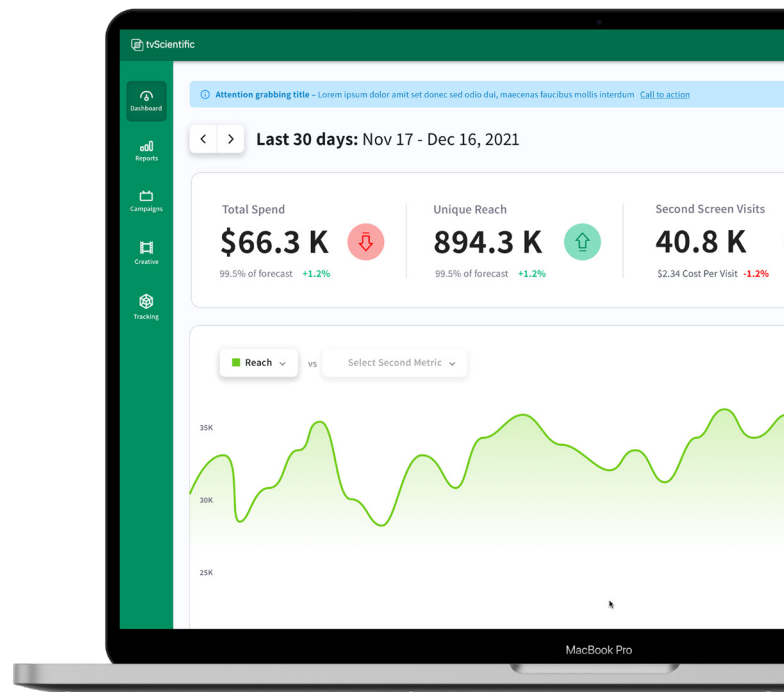 tvScientific
Dashboard
Reports
Campaigns
Creative
Tracking
Attention grabbing title – Lorem ipsum dolor amit set donec sed odio dui, maecenas faucibus mollis interdum Call to action
Last 30 days: Nov 17 - Dec 16, 2021
Total Spend
$66.3 K
99.5% of forecast +1.2%
Unique Reach
894.3 K
99.5% of forecast +1.2%
Second Screen Visits
40.8 K
$2.34 Cost Per Visit -1.2%
Reach vs Select Second Metric
35K
30K
25K
MacBook Pro